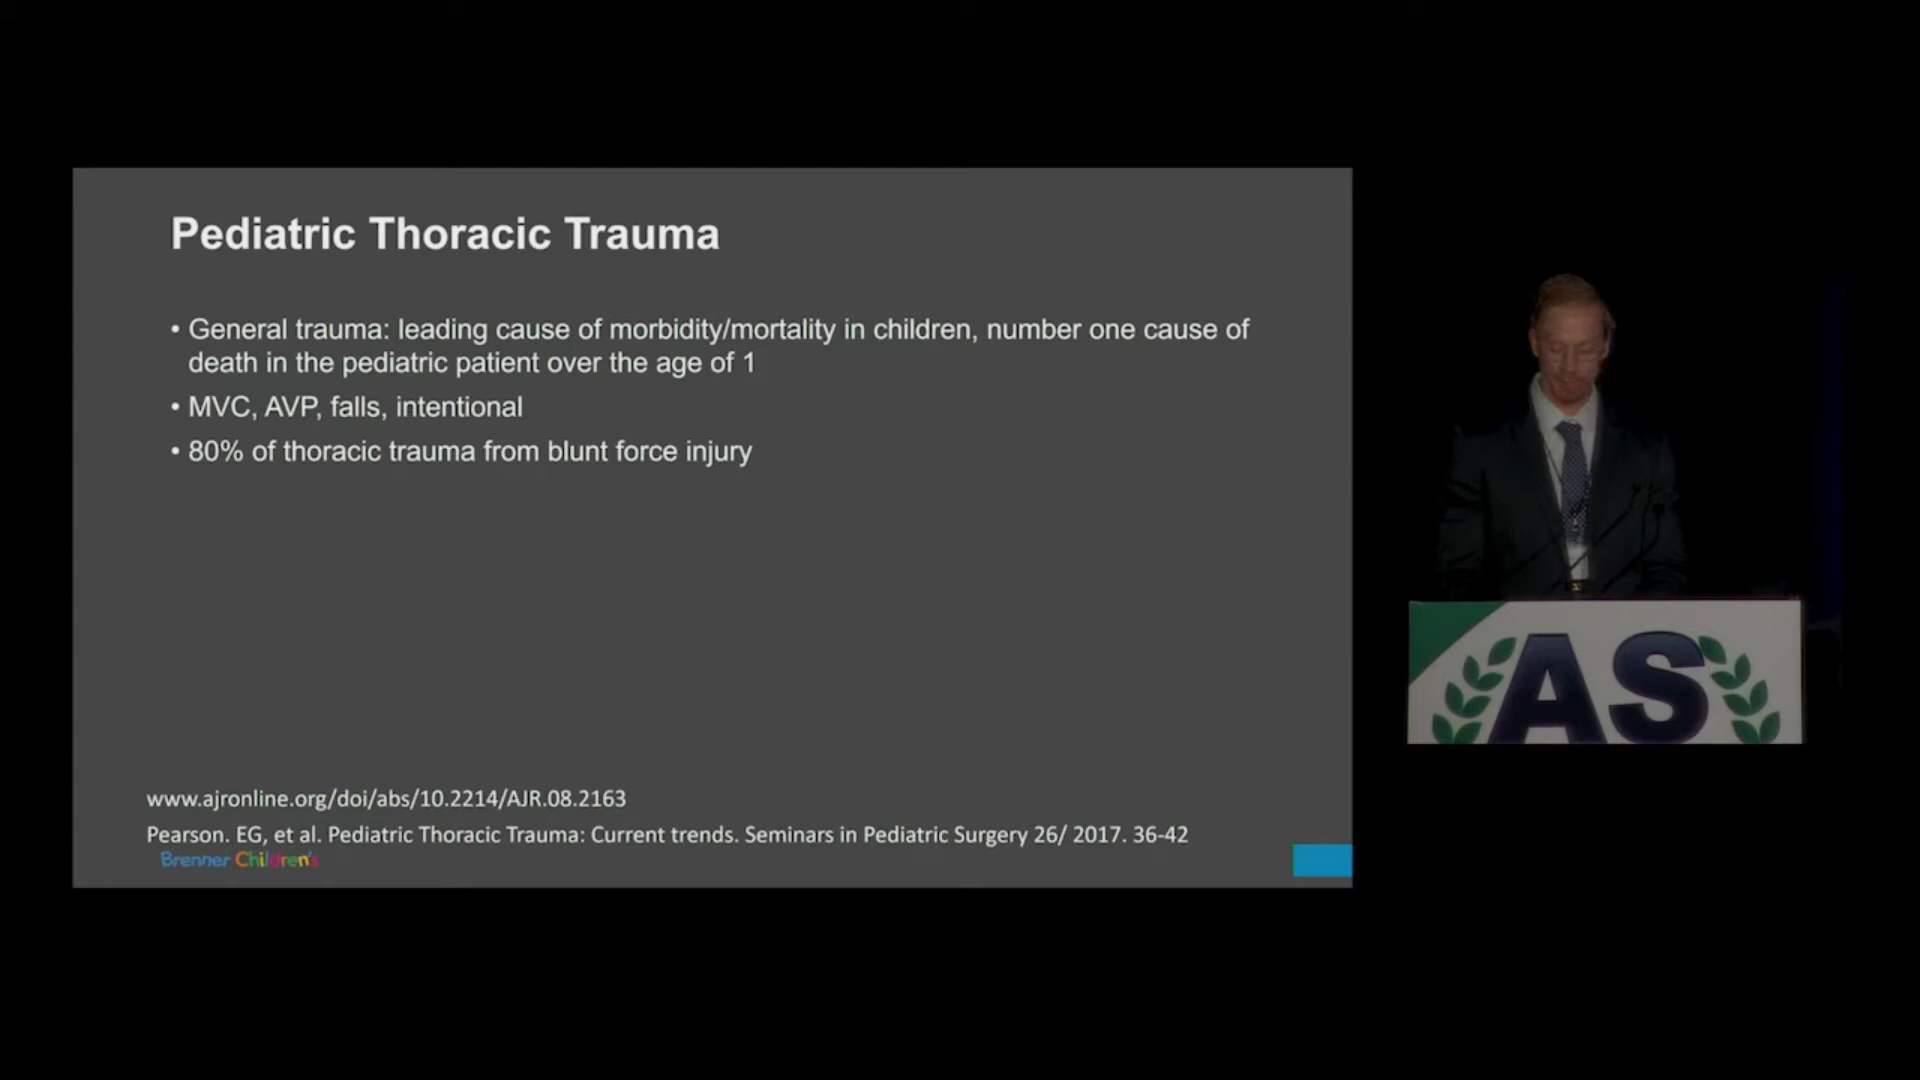 Pediatric Thoracic Trauma
• General trauma: leading cause of morbidity/mortality in children, number one cause of
death in the pediatric patient over the age of 1
• MVC, AVP, falls, intentional
• 80% of thoracic trauma from blunt force injury
www.ajronline.org/doi/abs/10.2214/AJR.08.2163
Pearson. EG, et al. Pediatric Thoracic Trauma: Current trends. Seminars in Pediatric Surgery 26/ 2017. 36-42
Brenner Children's
AS